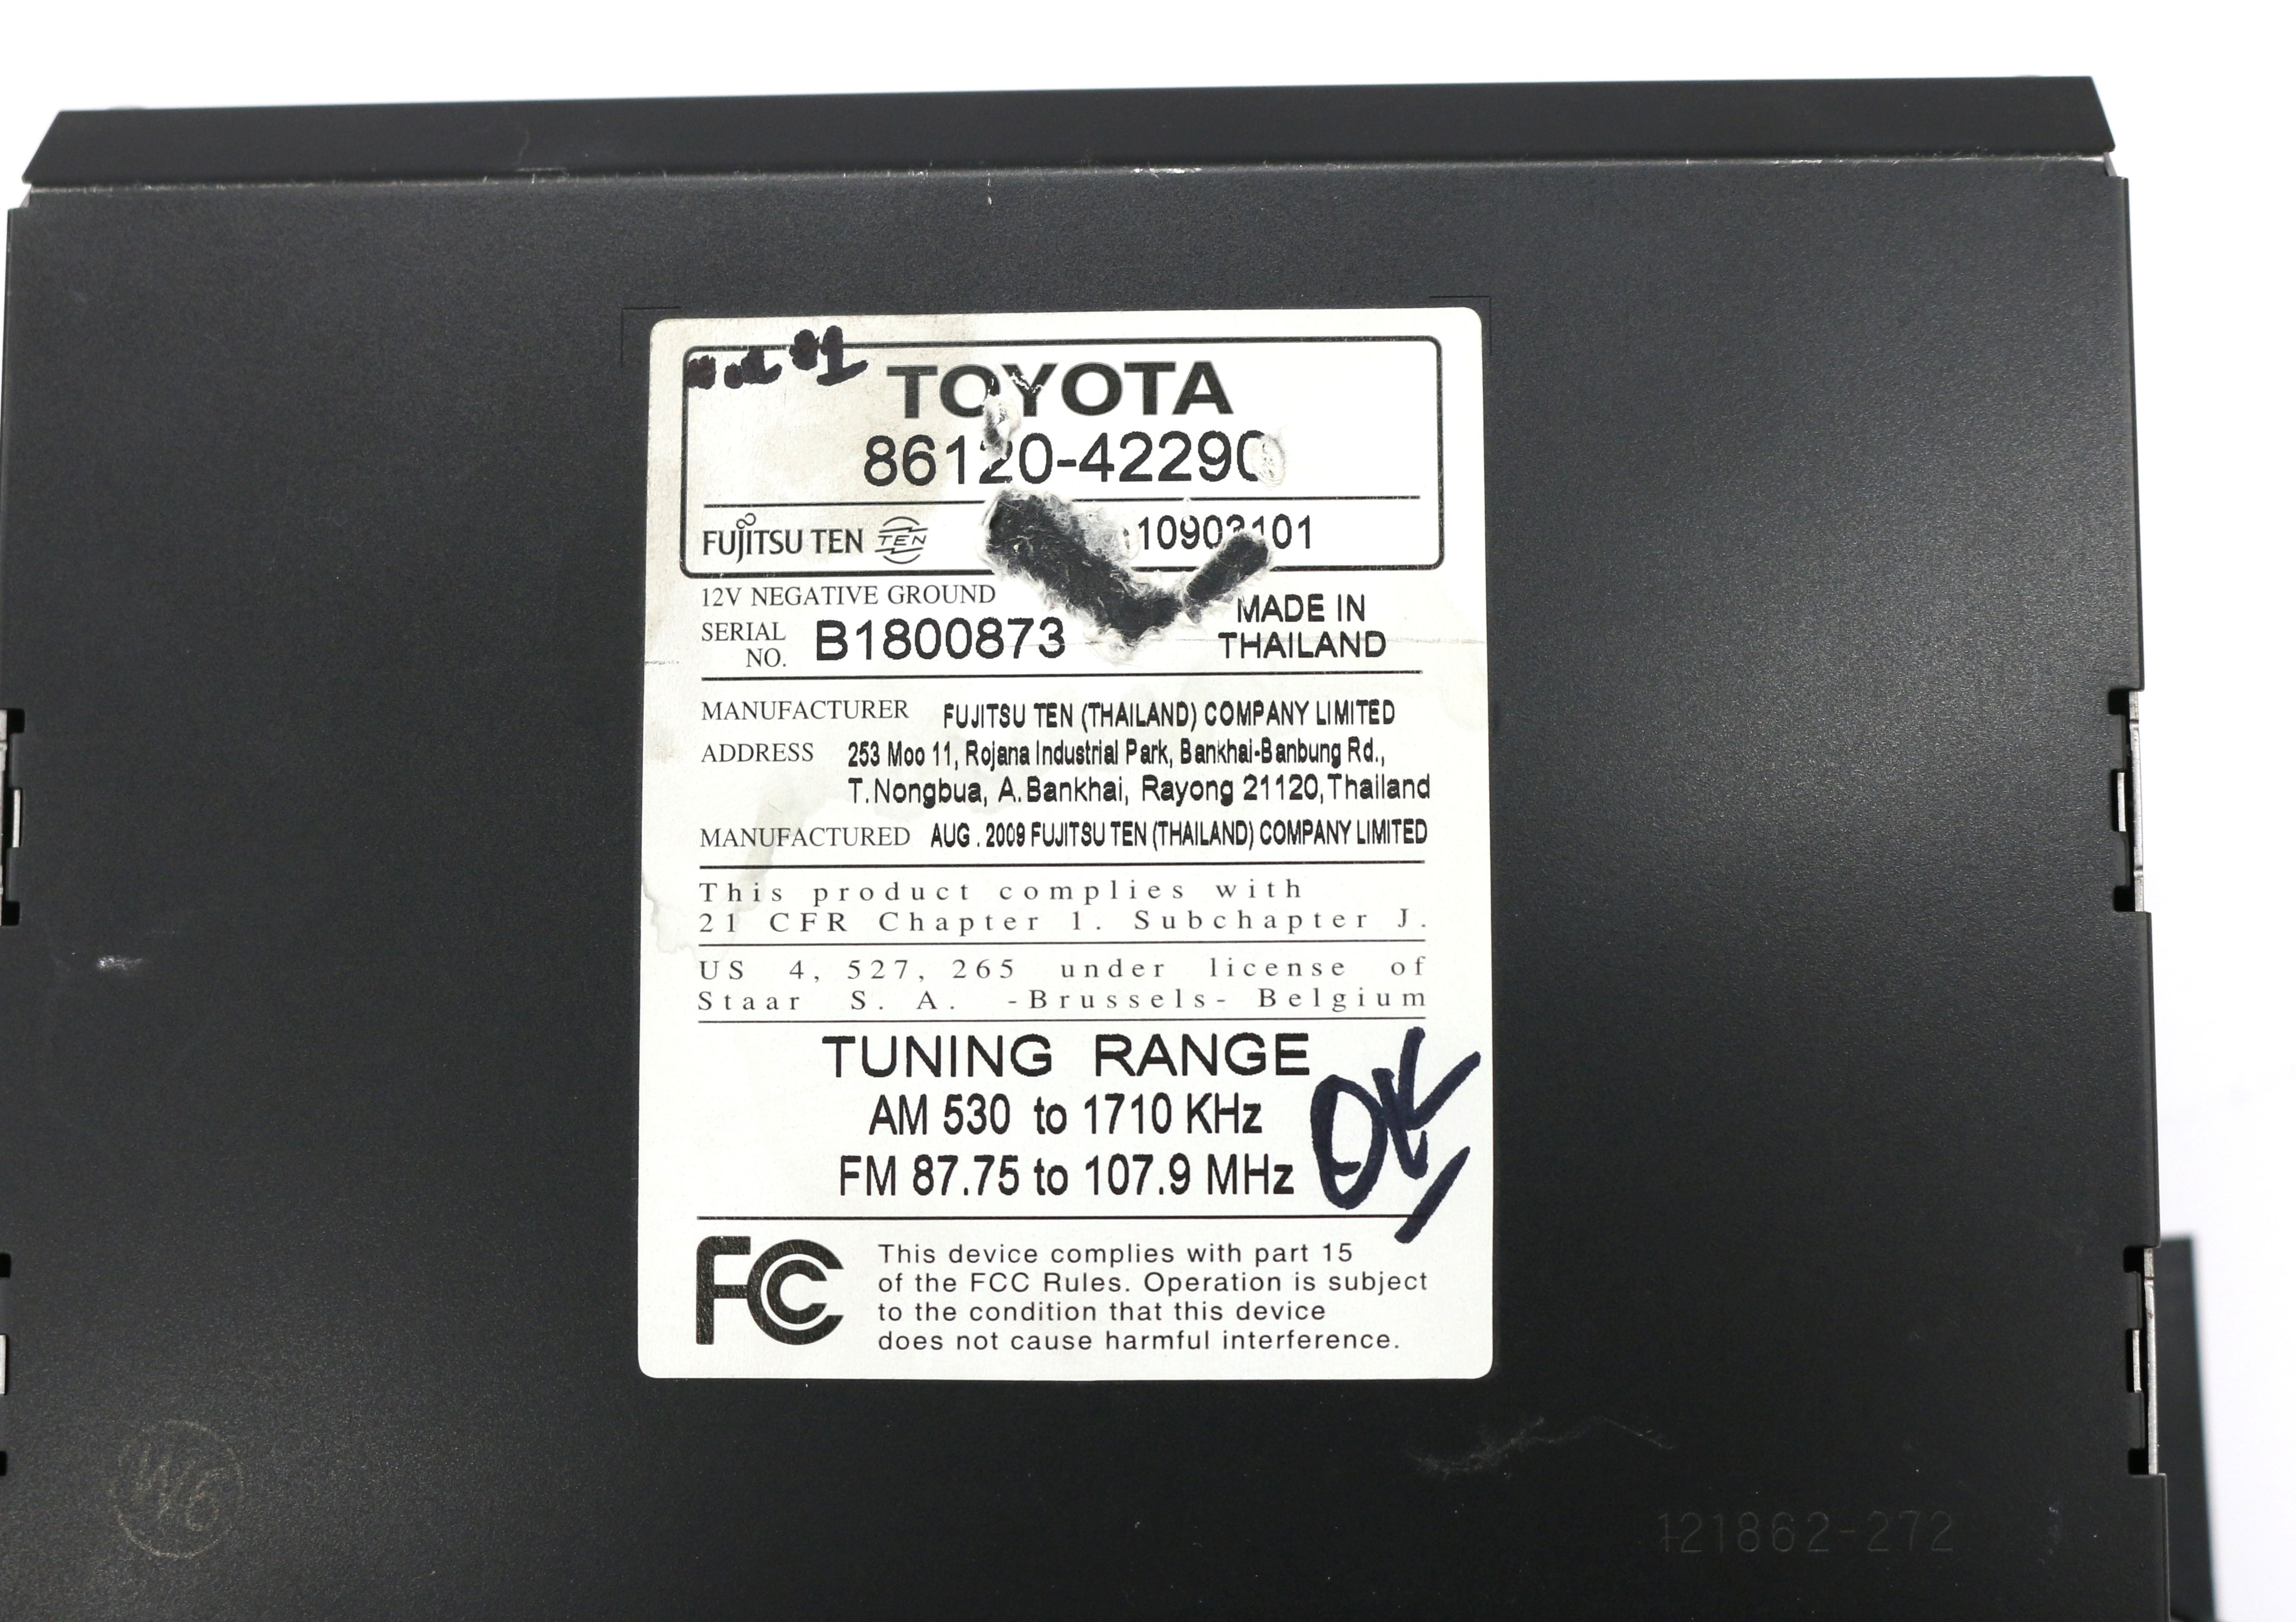 TOYOTA
86120-42290
FUJITSU TEN TEN
12V NEGATIVE GROUND
SERIAL NO. B1800873
MADE IN
THAILAND
MANUFACTURER FUJITSU TEN (THAILAND) COMPANY LIMITED
ADDRESS 253 Moo 11, Rojana Industrial Park, Bankhai-Banbung Rd.,
T.Nongbua, A.Bankhai, Rayong 21120,Thailand
MANUFACTURED AUG . 2009 FUJITSU TEN (THAILAND) COMPANY LIMITED
This product complies with
21 CFR Chapter 1. Subchapter J.
US 4, 527, 265 under license of
Staar S. A. -Brussels- Belgium
TUNING RANGE
AM 530 to 1710 KHz
FM 87.75 to 107.9 MHz
OK
FC
This device complies with part 15
of the FCC Rules. Operation is subject
to the condition that this device
does not cause harmful interference.
121862-272